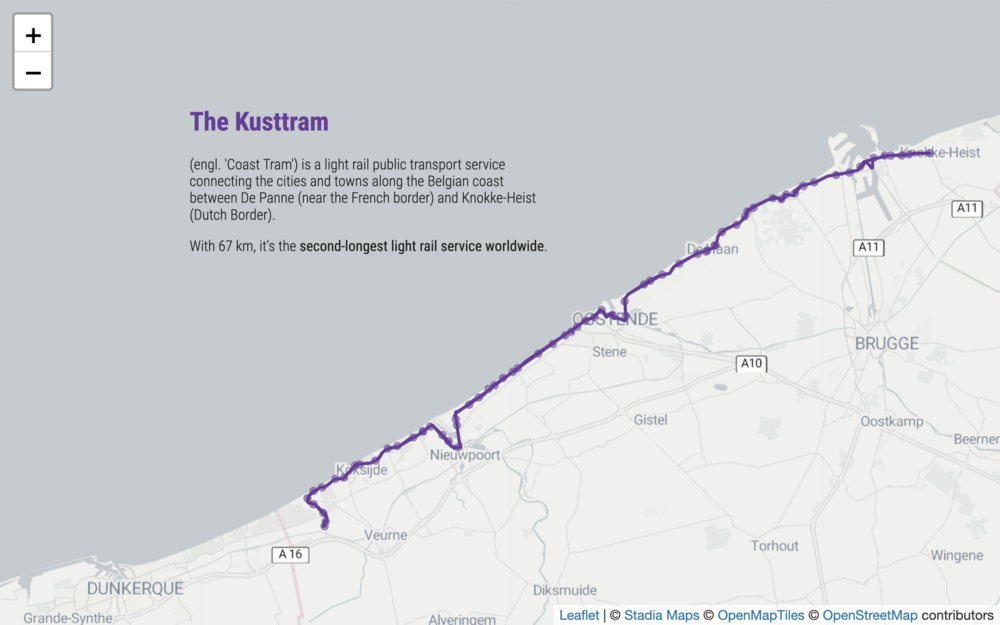 +
−
The Kusttram
(engl. 'Coast Tram') is a light rail public transport service
connecting the cities and towns along the Belgian coast
between De Panne (near the French border) and Knokke-Heist
(Dutch Border).
With 67 km, it's the second-longest light rail service worldwide.
Knokke-Heist
A11
A11
De Haan
OOSTENDE
Stene
BRUGGE
A10
Gistel
Oostkamp
Beernem
Nieuwpoort
Koksijde
Veurne
A 16
Torhout
Wingene
DUNKERQUE
Diksmuide
Grande-Synthe
Alveringem
Leaflet | © Stadia Maps © OpenMapTiles © OpenStreetMap contributors